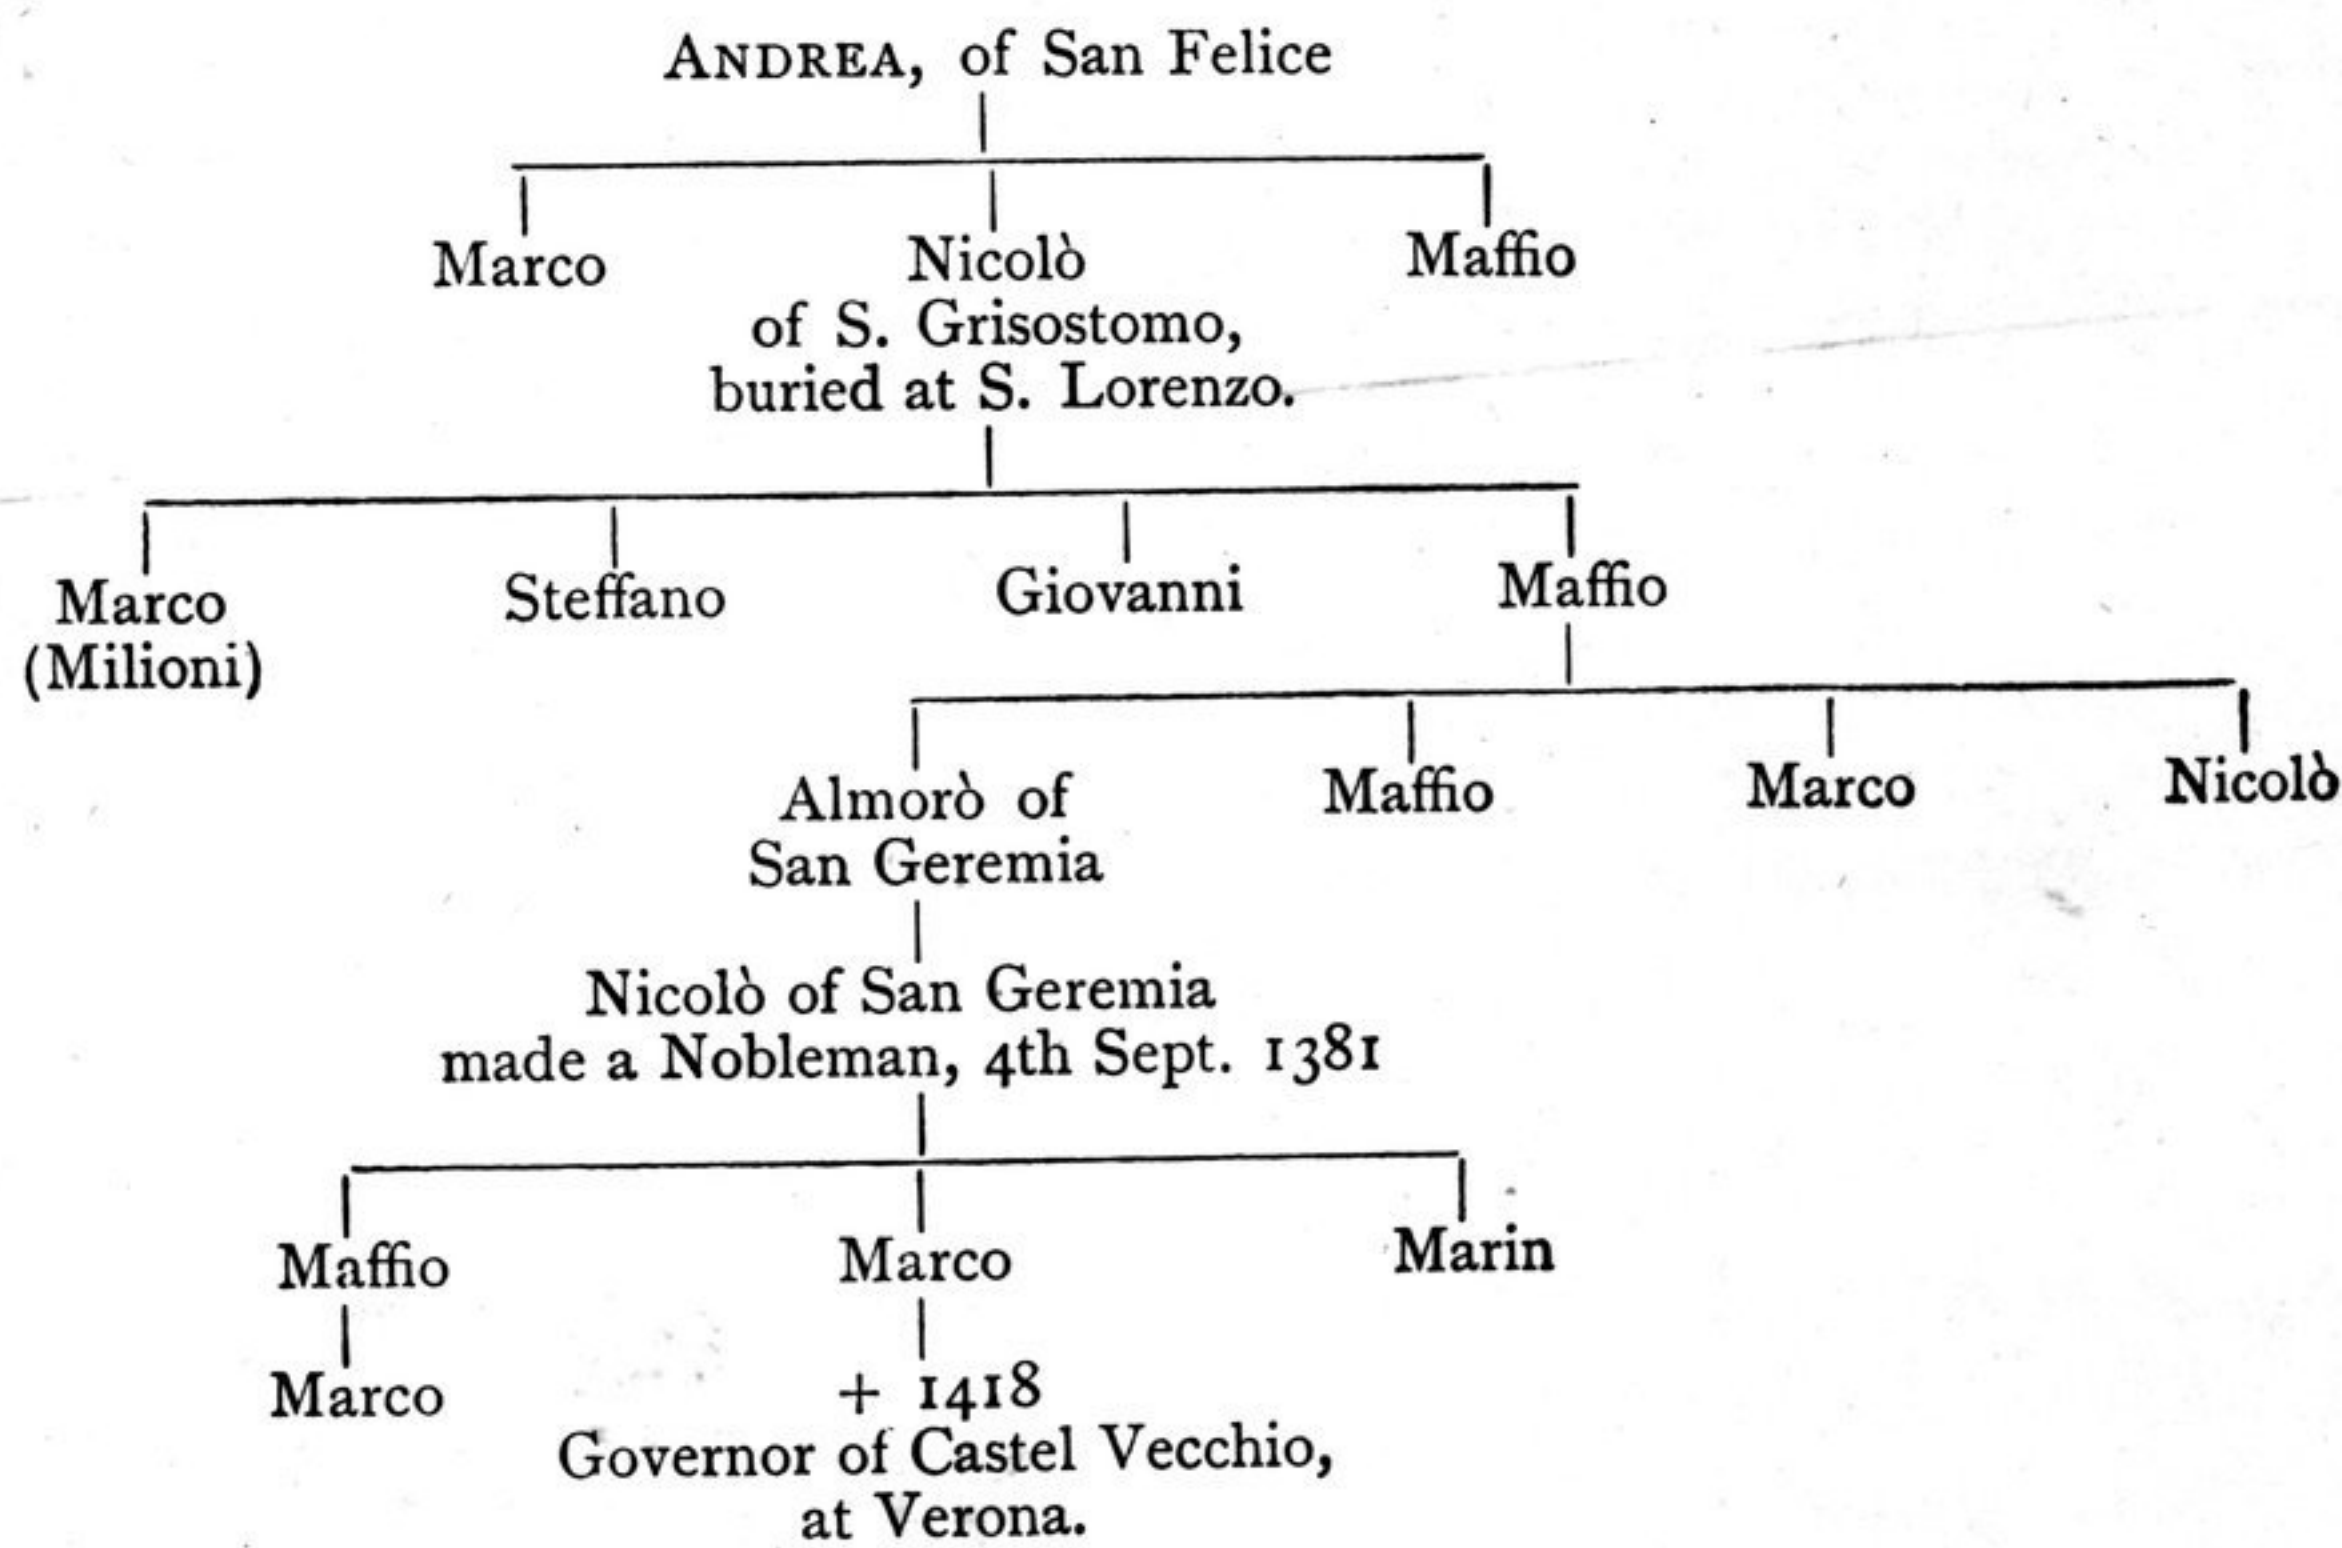 ANDREA, of San Felice
Marco Nicolò Maffio
of S. Grisostomo,
buried at S. Lorenzo.
Marco Steffano Giovanni Maffio
(Milioni)
Almorò of Maffio Marco Nicolò
San Geremia
Nicolò of San Geremia
made a Nobleman, 4th Sept. 1381
Maffio Marco Marin
Marco + 1418
Governor of Castel Vecchio,
at Verona.